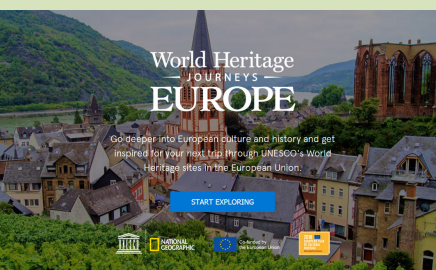 World Heritage
JOURNEYS
EUROPE
Go deeper into European culture and history and get
inspired for your next trip through UNESCO's World
Heritage sites in the European Union.
START EXPLORING
NATIONAL
GEOGRAPHIC
Co-funded by
the European Union